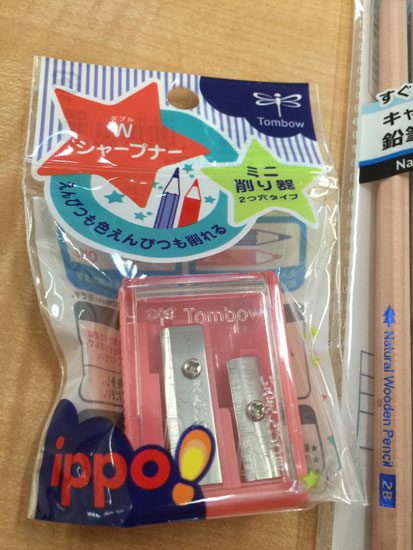 Tombow
ダブル
W
シャープナー
ミニ
削り器
2つ穴タイプ
えんぴつも色えんぴつも削れる
Tombow
ippo!
すぐ
キャ
鉛筆
Na
Natural Wooden Pencil 2B